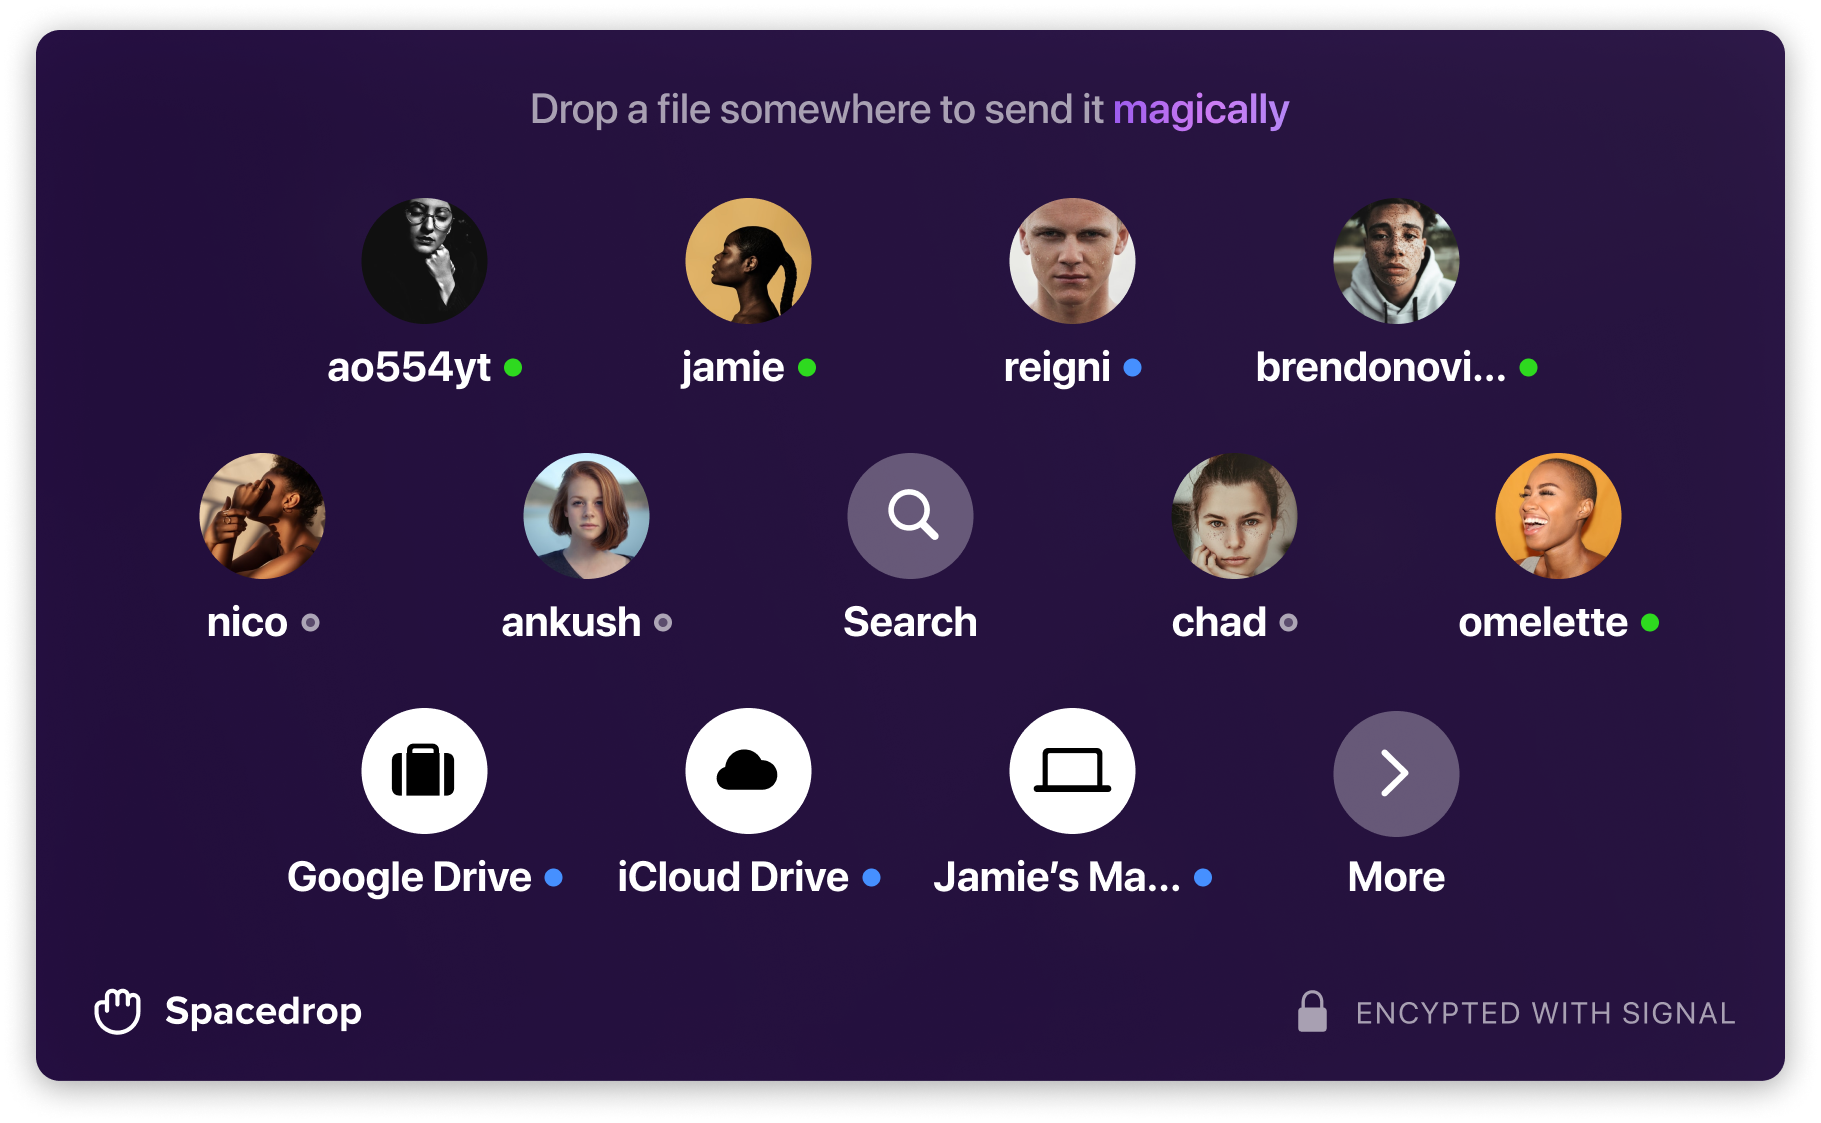 Drop a file somewhere to send it magically
ao554yt
jamie
reigni
brendonovi...
nico
ankush
Search
chad
omelette
Google Drive
iCloud Drive
Jamie's Ma...
More
Spacedrop
ENCYPTED WITH SIGNAL